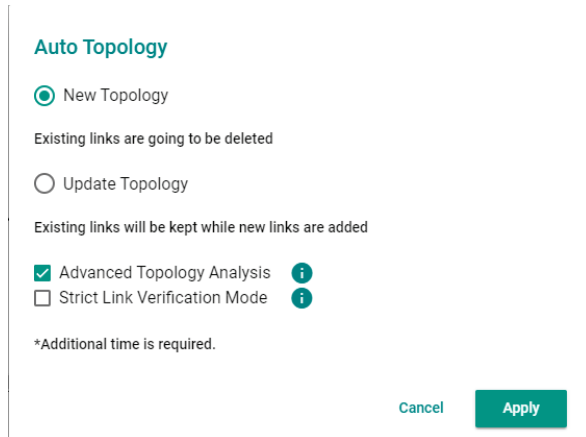 Auto Topology
New Topology
Existing links are going to be deleted
Update Topology
Existing links will be kept while new links are added
Advanced Topology Analysis i
Strict Link Verification Mode i
*Additional time is required.
Cancel Apply